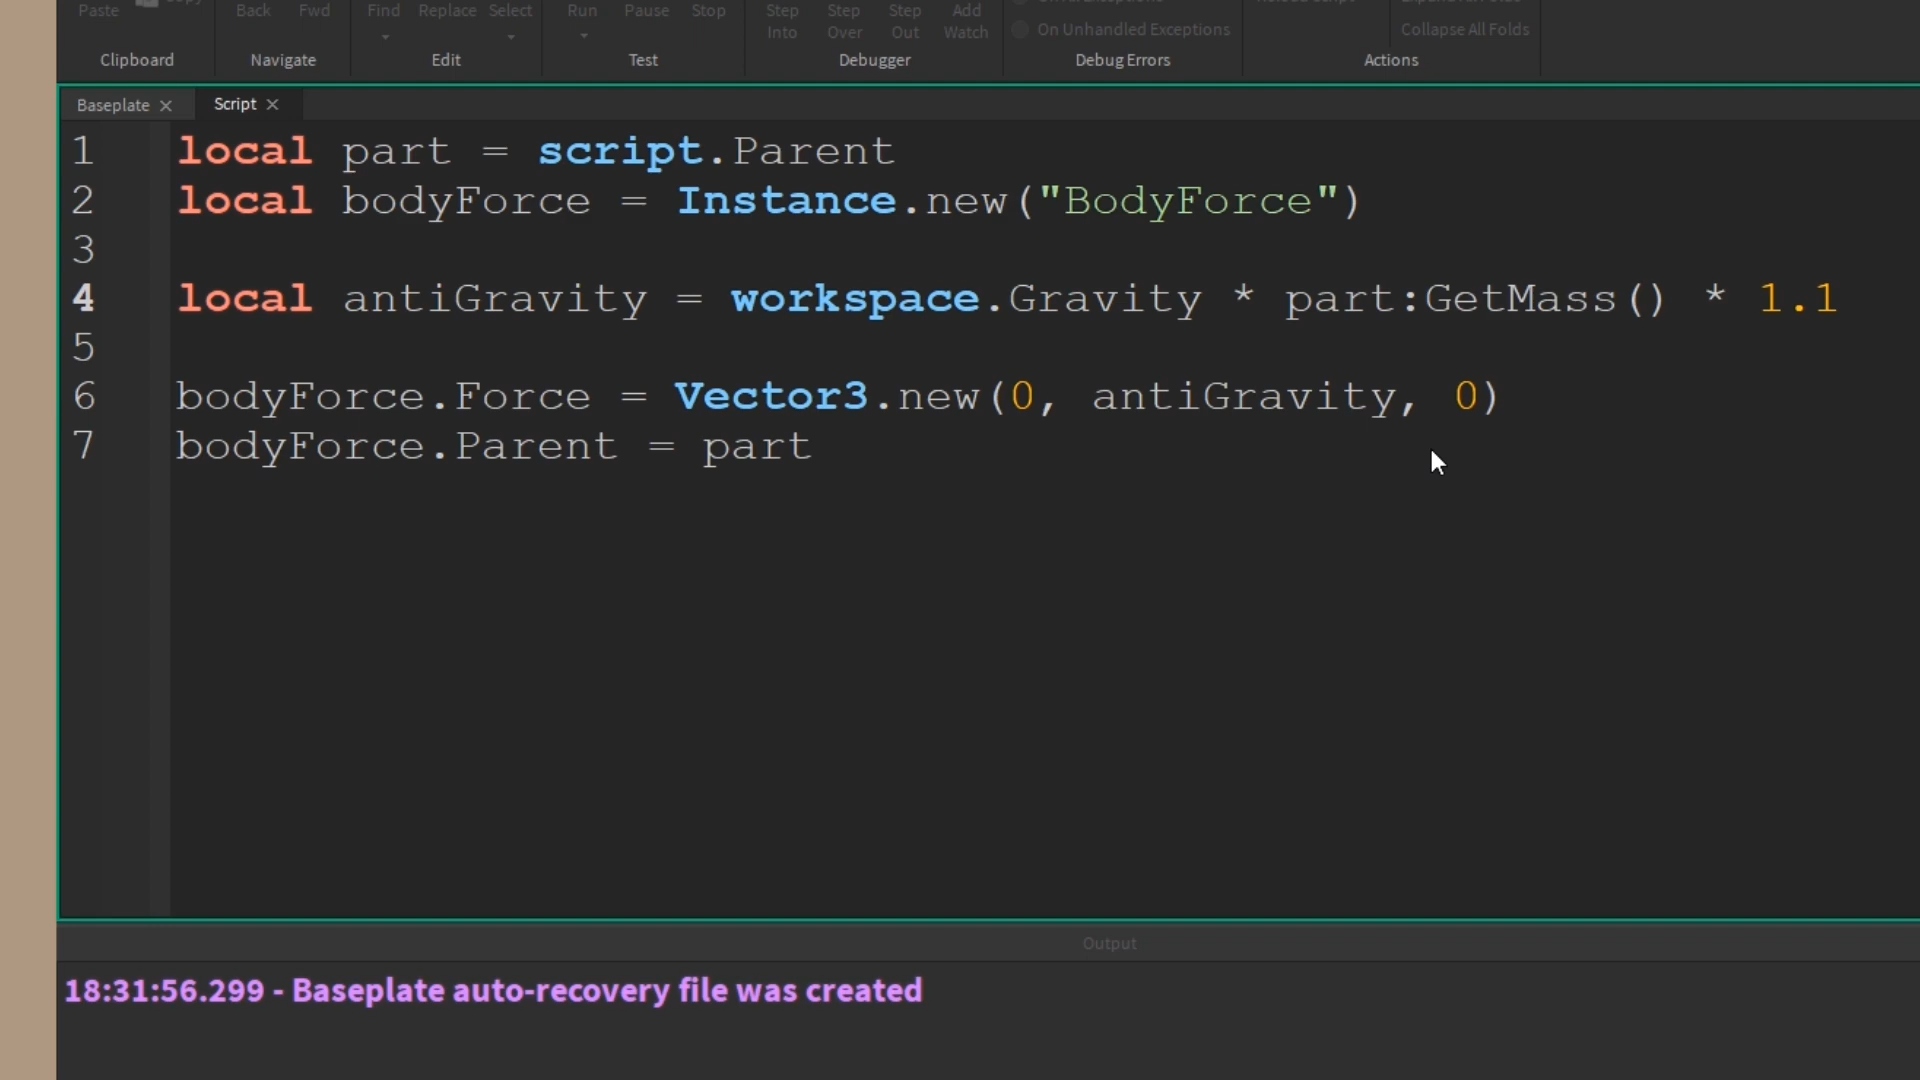 Paste Copy Back Fwd Find Replace Select Run Pause Stop Step Into Step Over Step Out Add Watch
On Unhandled Exceptions
Collapse All Folds
Clipboard Navigate Edit Test Debugger Debug Errors Actions
Baseplate Script
1 local part = script.Parent
2 local bodyForce = Instance.new("BodyForce")
3
4 local antiGravity = workspace.Gravity * part:GetMass() * 1.1
5
6 bodyForce.Force = Vector3.new(0, antiGravity, 0)
7 bodyForce.Parent = part
Output
18:31:56.299 - Baseplate auto-recovery file was created